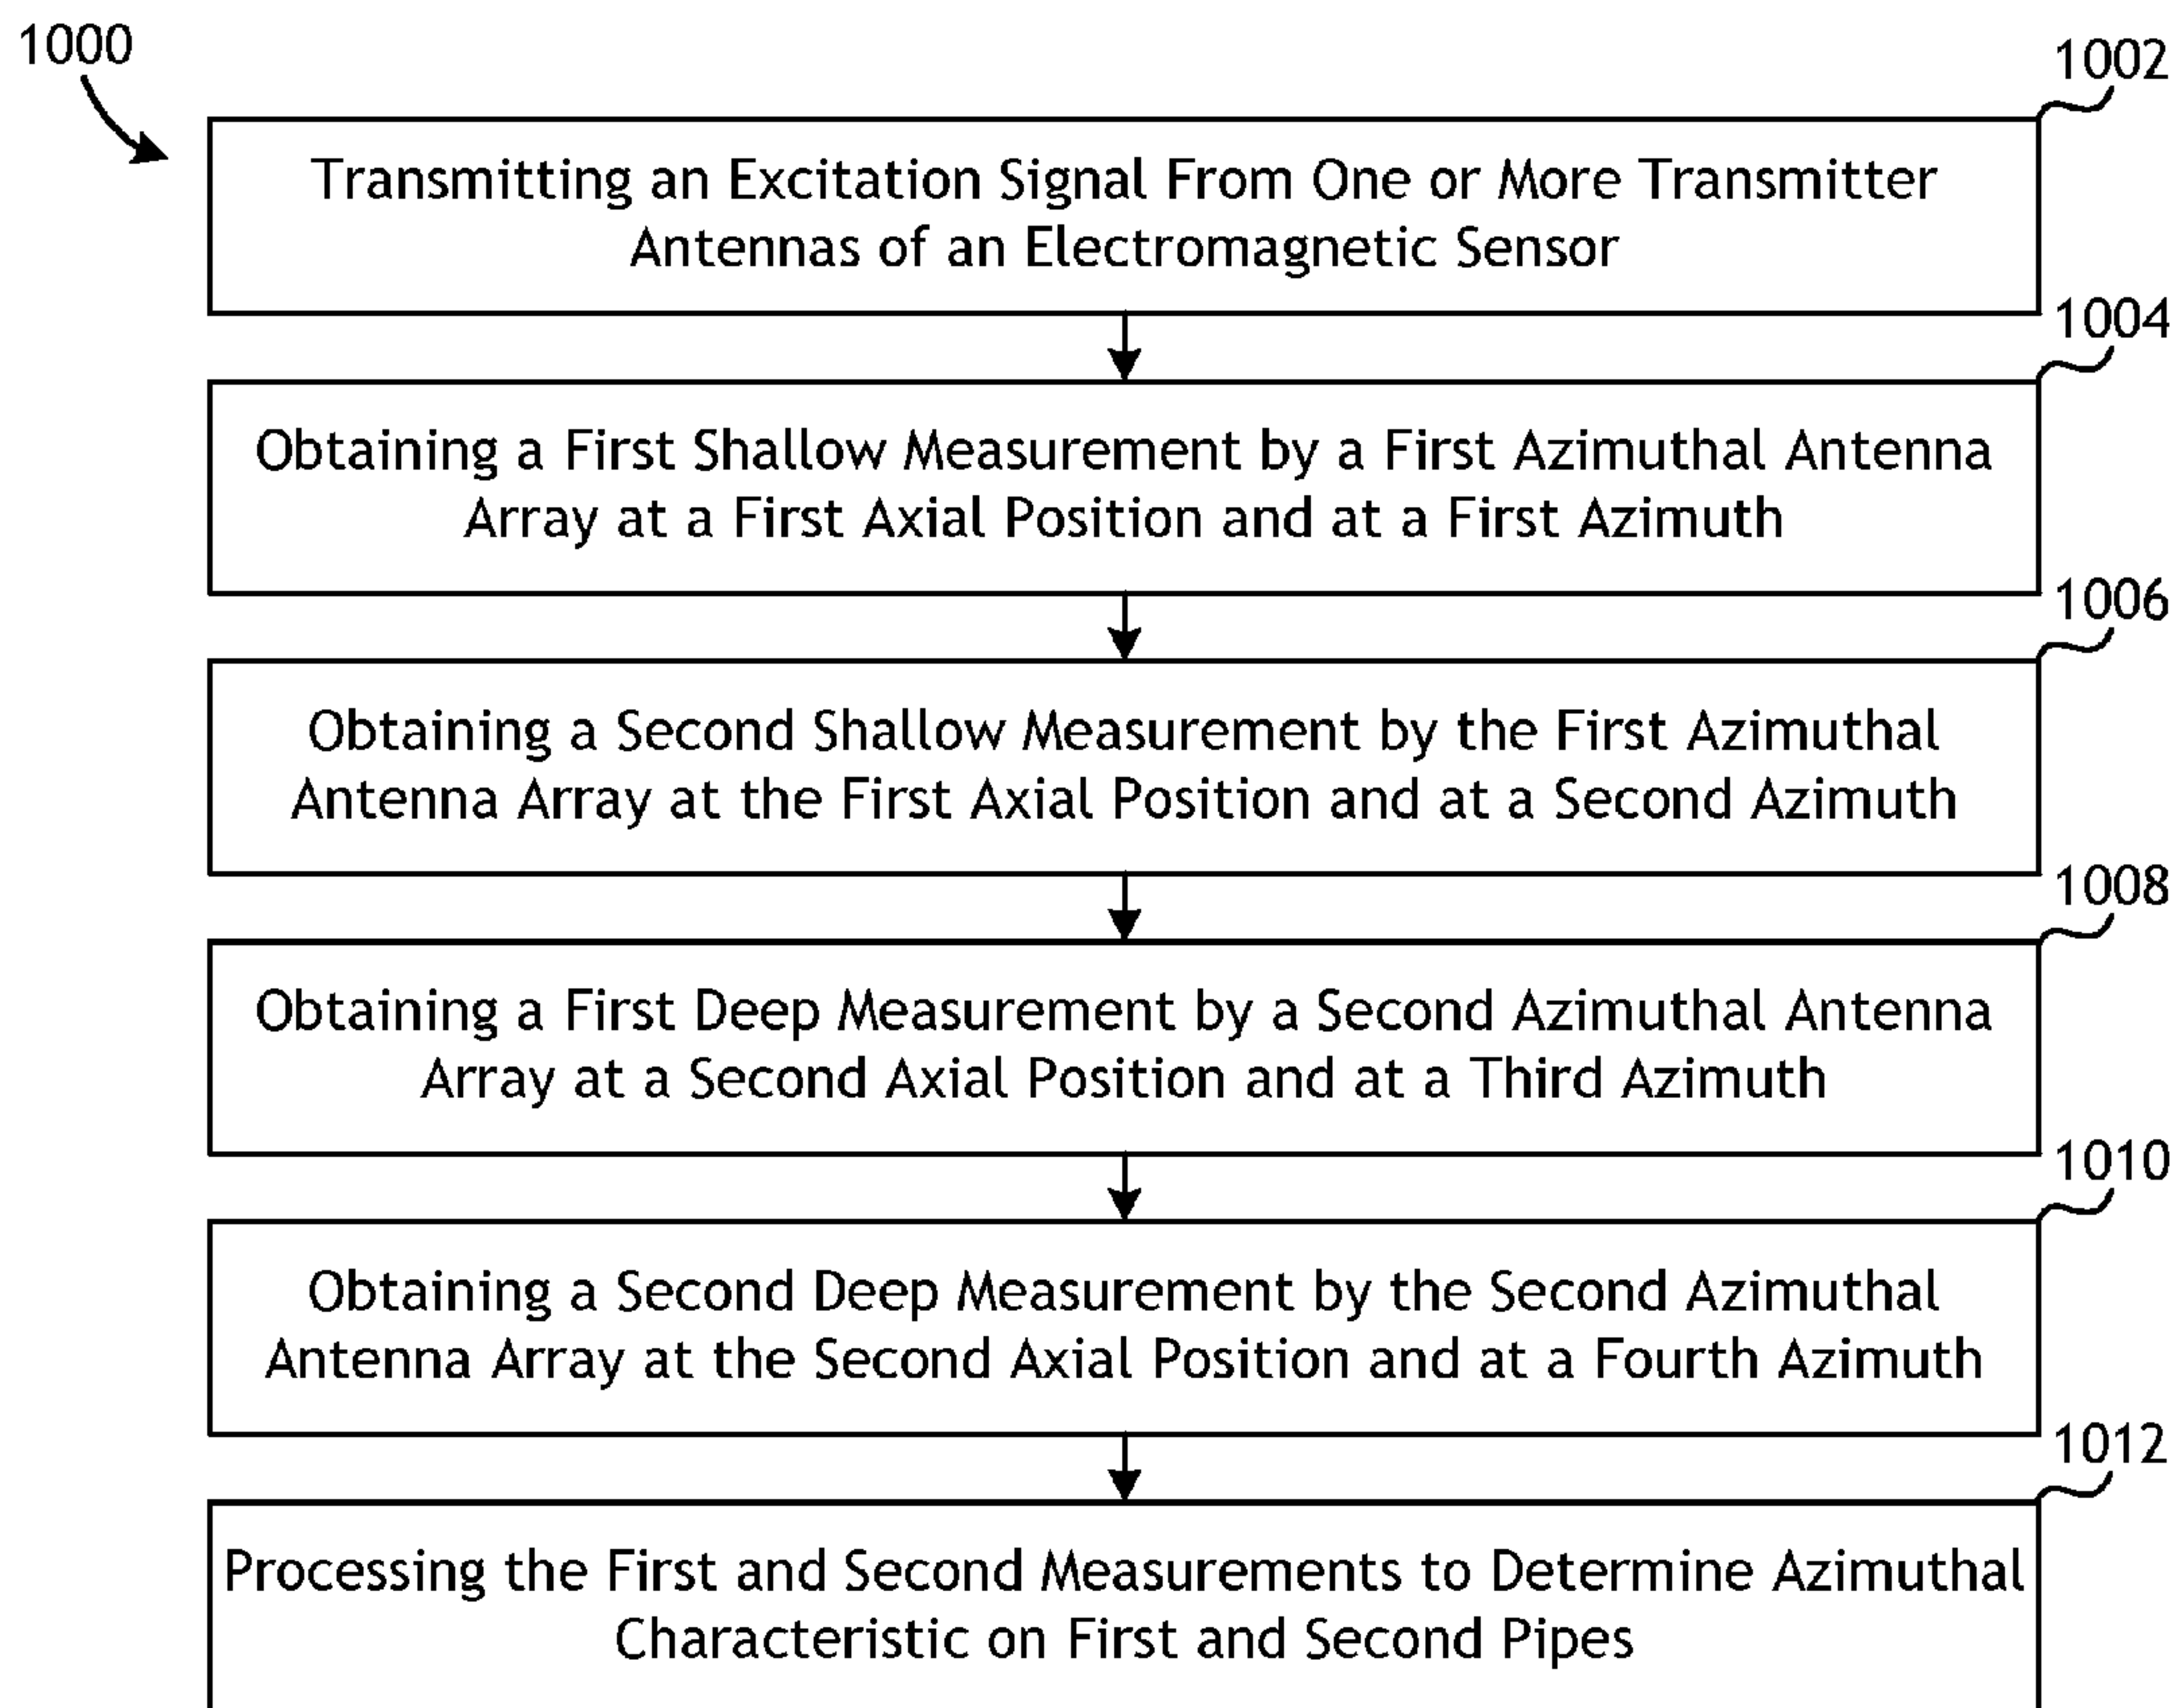 1000
1002
Transmitting an Excitation Signal From One or More Transmitter
Antennas of an Electromagnetic Sensor
1004
Obtaining a First Shallow Measurement by a First Azimuthal Antenna
Array at a First Axial Position and at a First Azimuth
1006
Obtaining a Second Shallow Measurement by the First Azimuthal
Antenna Array at the First Axial Position and at a Second Azimuth
1008
Obtaining a First Deep Measurement by a Second Azimuthal Antenna
Array at a Second Axial Position and at a Third Azimuth
1010
Obtaining a Second Deep Measurement by the Second Azimuthal
Antenna Array at the Second Axial Position and at a Fourth Azimuth
1012
Processing the First and Second Measurements to Determine Azimuthal
Characteristic on First and Second Pipes